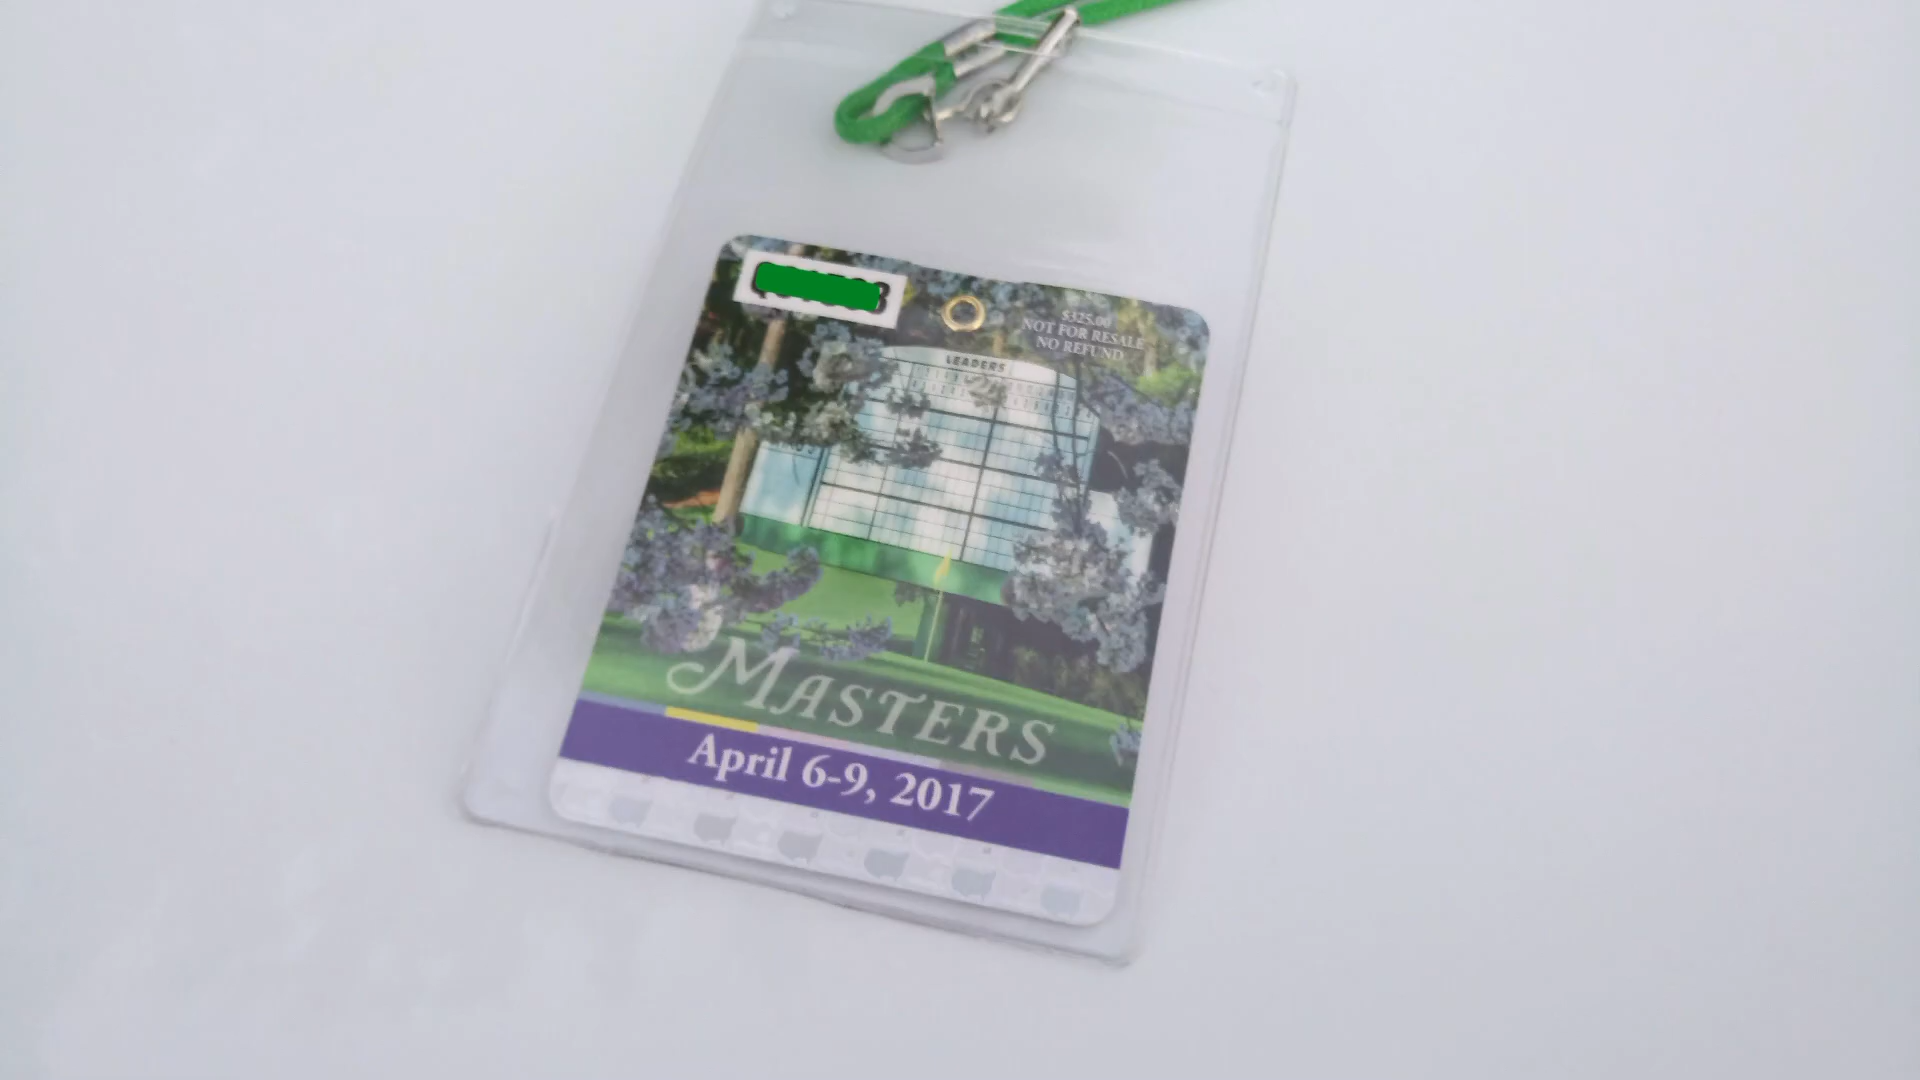 $325.00
NOT FOR RESALE
NO REFUND
LEADERS
MASTERS
April 6-9, 2017